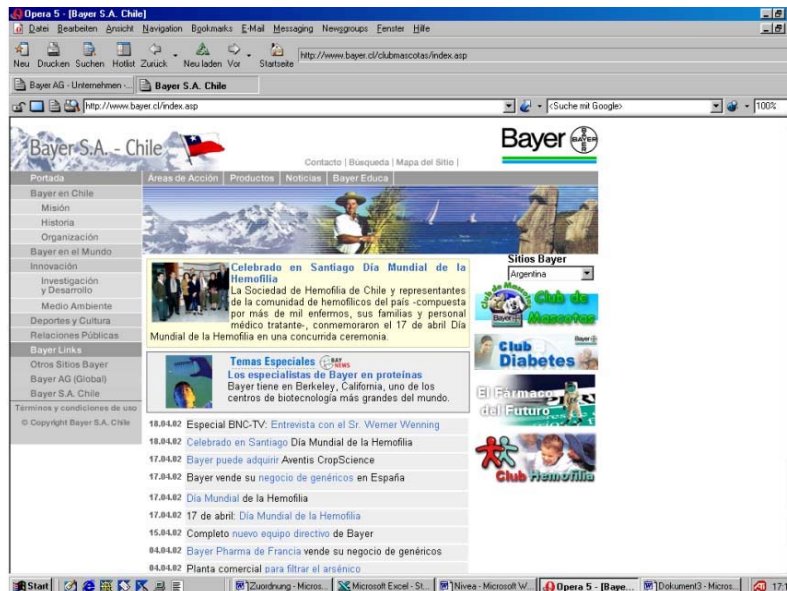 Opera 5 - [Bayer S.A. Chile]
Datei Bearbeiten Ansicht Navigation Bookmarks E-Mail Messaging Newsgroups Fenster Hilfe
Neu Drucken Suchen Hotlist Zurück Neu laden Vor Startseite
http://www.bayer.cl/clubmascotas/index.asp
Bayer AG - Unternehmen -... Bayer S.A. Chile
http://www.bayer.cl/index.asp <Suche mit Google> 100%
Bayer S.A. - Chile
Contacto | Búsqueda | Mapa del Sitio |
Bayer
BAYER
Portada
Bayer en Chile
Misión
Historia
Organización
Bayer en el Mundo
Innovación
Investigación
y Desarrollo
Medio Ambiente
Deportes y Cultura
Relaciones Públicas
Bayer Links
Otros Sitios Bayer
Bayer AG (Global)
Bayer S.A. Chile
Términos y condiciones de uso
© Copyright Bayer S.A. Chile
Áreas de Acción | Productos | Noticias | Bayer Educa |
Celebrado en Santiago Día Mundial de la
Hemofilia
La Sociedad de Hemofilia de Chile y representantes
de la comunidad de hemofílicos del país -compuesta
por más de mil enfermos, sus familias y personal
médico tratante-, conmemoraron el 17 de abril Día
Mundial de la Hemofilia en una concurrida ceremonia.
Temas Especiales BAY NEWS
Los especialistas de Bayer en proteínas
Bayer tiene en Berkeley, California, uno de los
centros de biotecnología más grandes del mundo.
18.04.02 Especial BNC-TV: Entrevista con el Sr. Werner Wenning
18.04.02 Celebrado en Santiago Día Mundial de la Hemofilia
17.04.02 Bayer puede adquirir Aventis CropScience
17.04.02 Bayer vende su negocio de genéricos en España
17.04.02 Día Mundial de la Hemofilia
17.04.02 17 de abril: Día Mundial de la Hemofilia
15.04.02 Completo nuevo equipo directivo de Bayer
04.04.02 Bayer Pharma de Francia vende su negocio de genéricos
04.04.02 Planta comercial para filtrar el arsénico
Sitios Bayer
Argentina
Club de Mascotas
Club de
Mascotas
Bayer
Club
Diabetes
Bayer
El Fármaco
del Futuro
Club Hemofilia
Start Zuordnung - Micros... Microsoft Excel - St... Nivea - Microsoft W... Opera 5 - [Baye... Dokument3 - Micros... 17:1